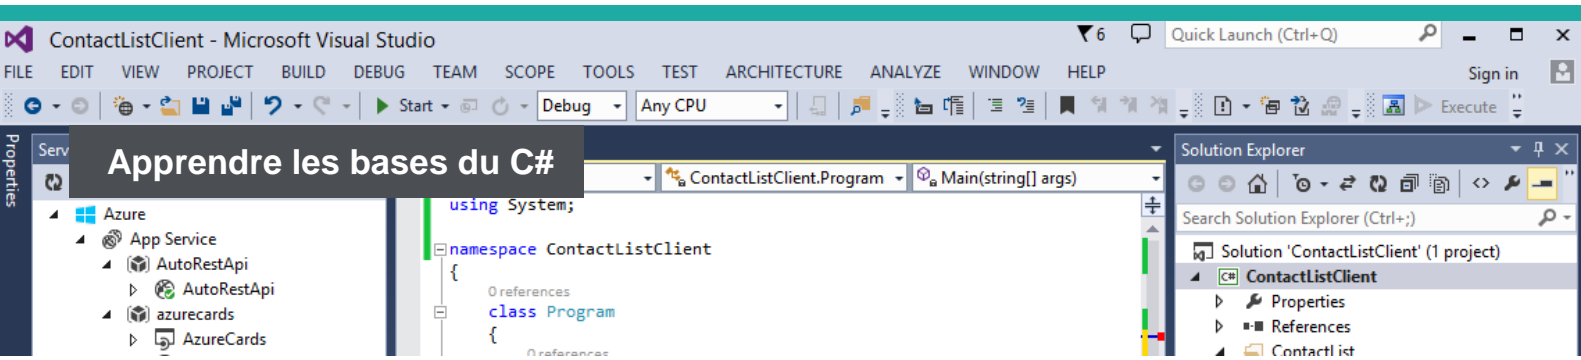 ContactListClient - Microsoft Visual Studio
6
Quick Launch (Ctrl+Q)
FILE EDIT VIEW PROJECT BUILD DEBUG TEAM SCOPE TOOLS TEST ARCHITECTURE ANALYZE WINDOW HELP
Sign in
Start Debug Any CPU Execute
Properties
Serv
Apprendre les bases du C#
ContactListClient.Program
Main(string[] args)
Azure
App Service
AutoRestApi
AutoRestApi
azurecards
AzureCards
using System;
namespace ContactListClient
{
0 references
class Program
{
0 references
Solution Explorer
Search Solution Explorer (Ctrl+;)
Solution 'ContactListClient' (1 project)
C# ContactListClient
Properties
References
ContactList